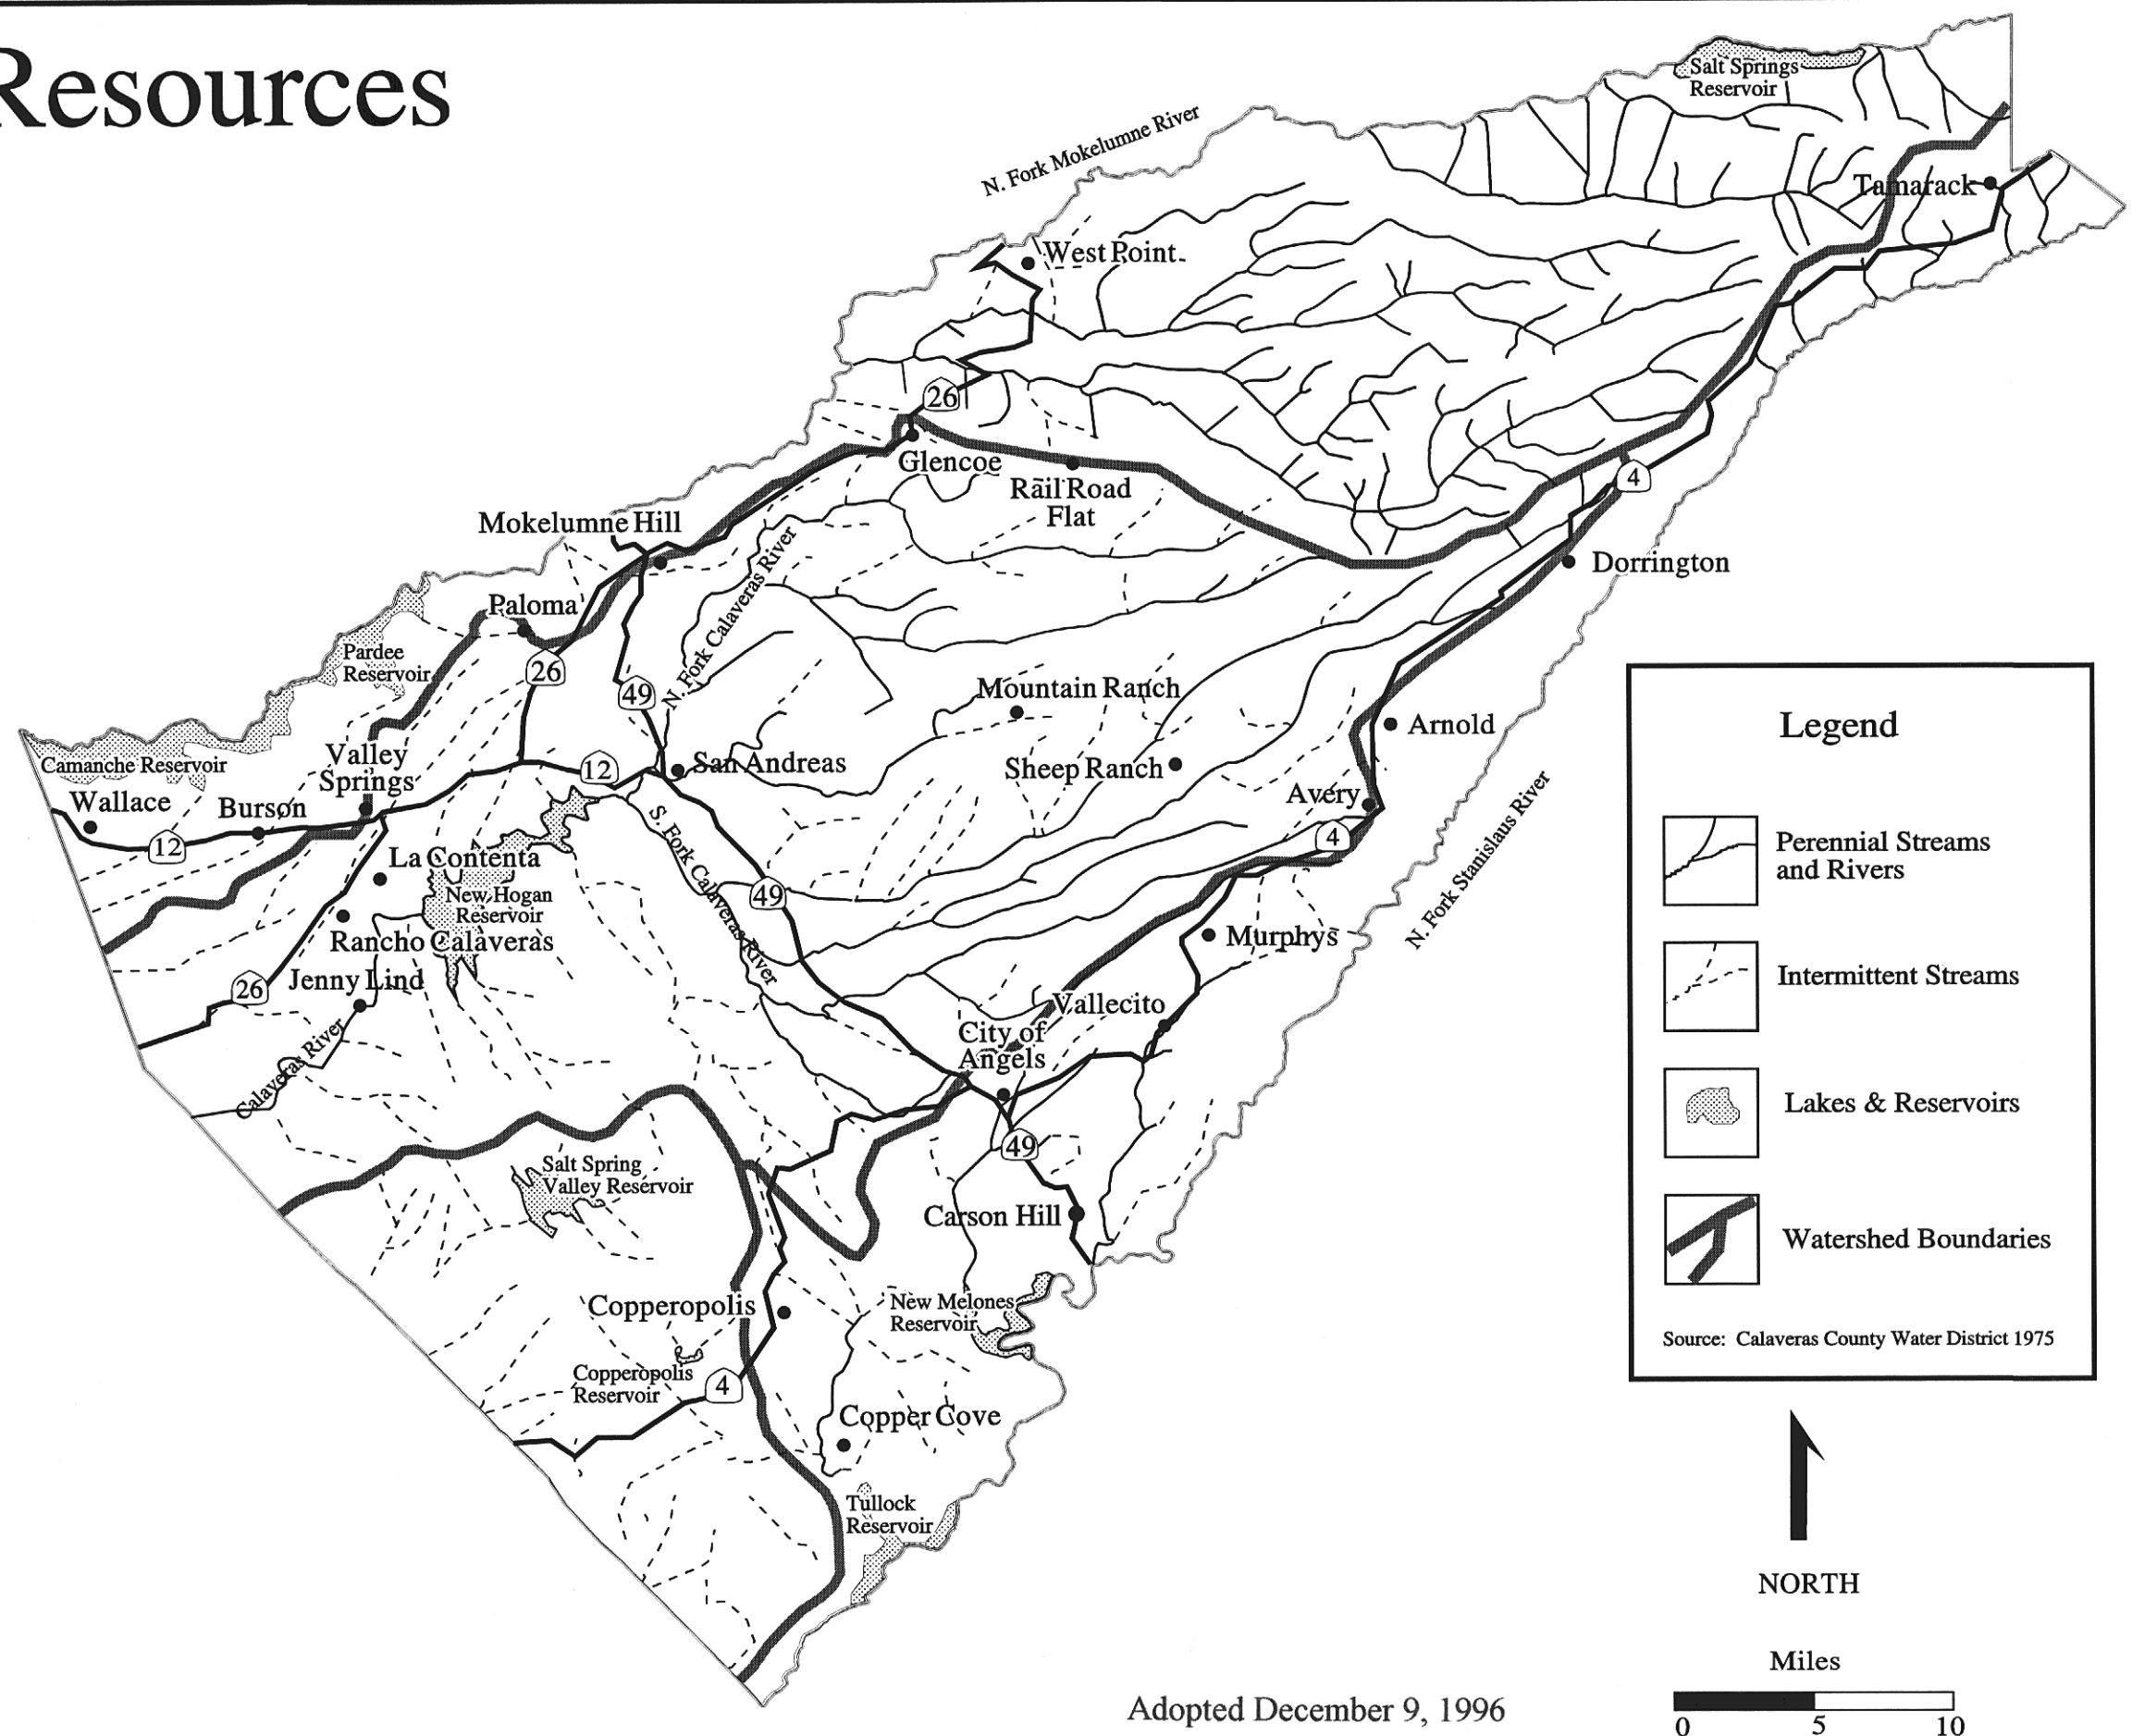 Resources
Salt Springs
Reservoir
N. Fork Mokelumne River
Tamarack
West Point
26
Glencoe
Rail Road
Flat
4
Mokelumne Hill
Dorrington
N. Fork Calaveras River
Paloma
Pardee
Reservoir
26
49
Mountain Ranch
Arnold
Valley
Springs
Camanche Reservoir
12
San Andreas
Sheep Ranch
Avery
Wallace
Burson
12
4
N. Fork Stanislaus River
S. Fork Calaveras River
La Contenta
New Hogan
Reservoir
49
Rancho Calaveras
Murphys
Jenny Lind
26
Vallecito
City of
Angels
Calaveras River
49
Salt Spring
Valley Reservoir
Carson Hill
Copperopolis
New Melones
Reservoir
Copperopolis
Reservoir
4
Copper Cove
Tullock
Reservoir
Legend
Perennial Streams
and Rivers
Intermittent Streams
Lakes & Reservoirs
Watershed Boundaries
Source: Calaveras County Water District 1975
NORTH
Miles
0 5 10
Adopted December 9, 1996